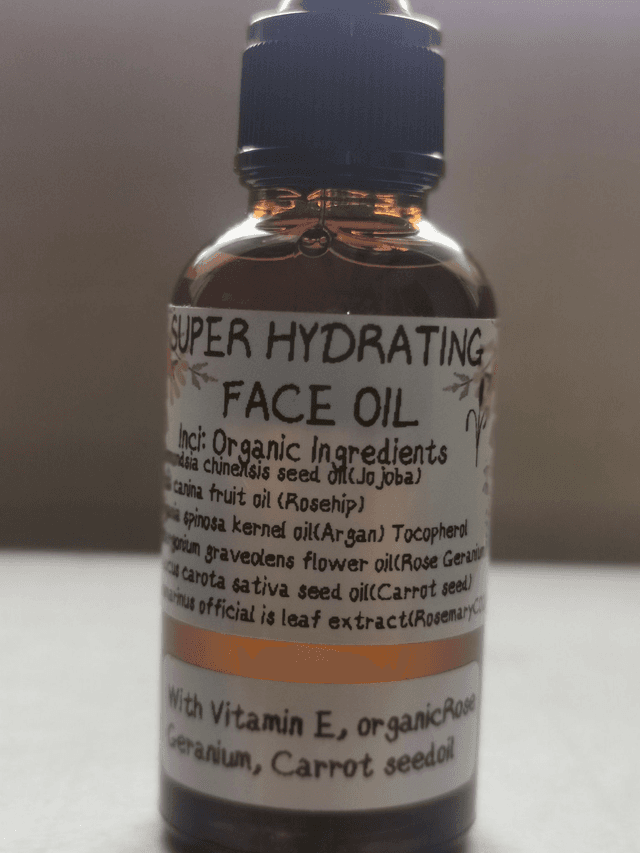 SUPER HYDRATING
FACE OIL
Inci: Organic Ingredients
chinensis seed oil(Jojoba)
canina fruit oil (Rosehip)
spinosa kernel oil(Argan) Tocopherol
graveolens flower oil(Rose Geranium
carota sativa seed oil(Carrot seed)
official is leaf extract(RosemaryCO2
With Vitamin E, organicRose
Geranium, Carrot seedoil